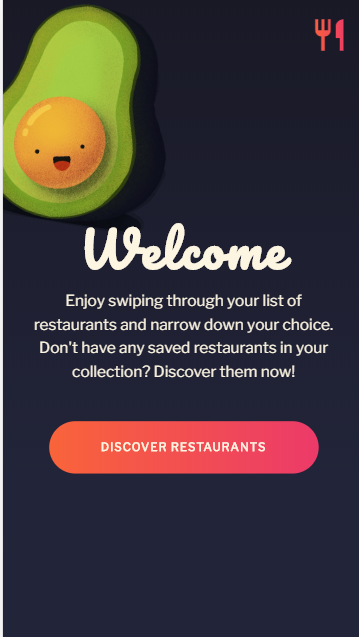 Welcome
Enjoy swiping through your list of
restaurants and narrow down your choice.
Don't have any saved restaurants in your
collection? Discover them now!
DISCOVER RESTAURANTS